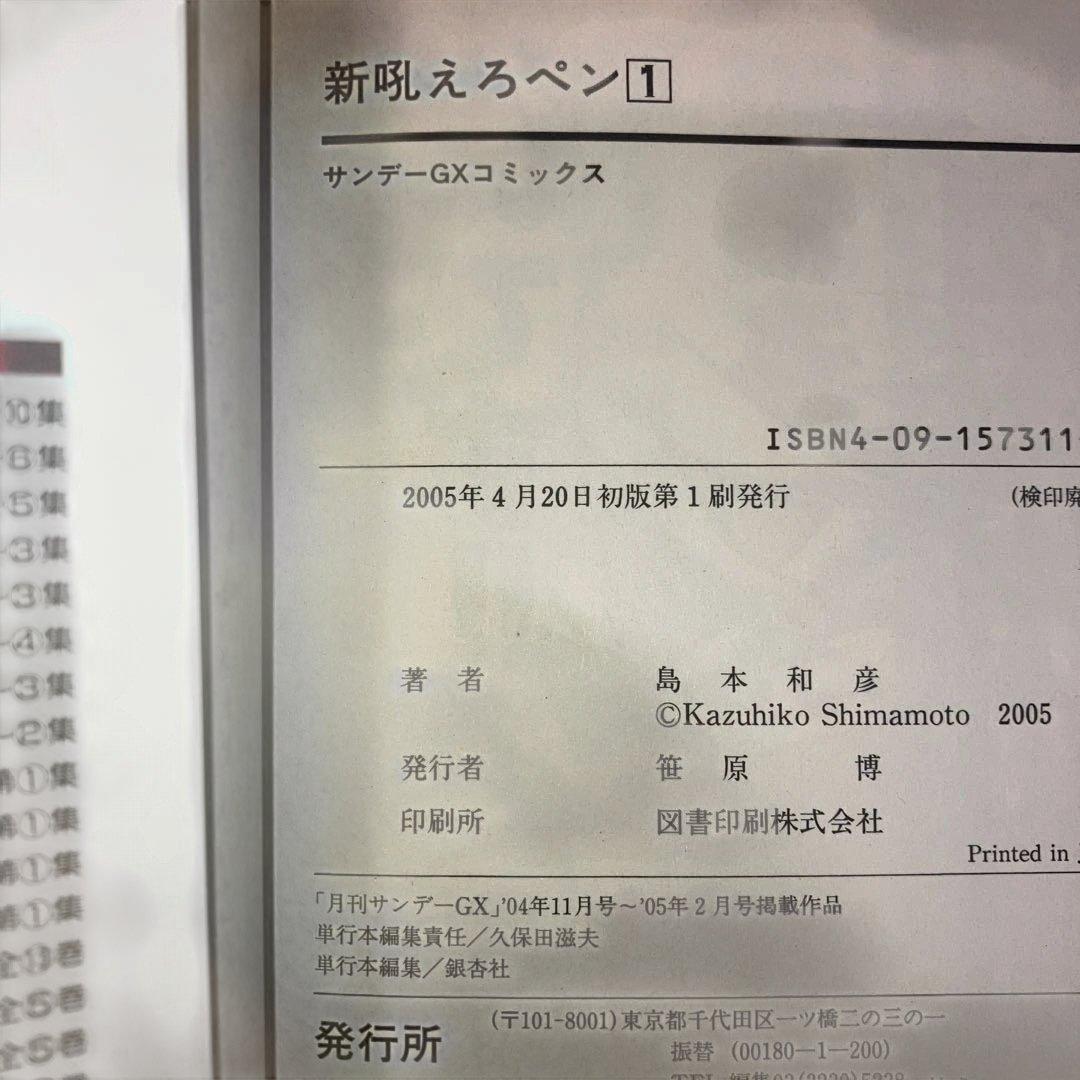 新吼えろペン1
サンデーGXコミックス
ISBN4-09-157311
2005年4月20日初版第1刷発行
(検印廃
著 者 島 本 和 彦
©Kazuhiko Shimamoto 2005
発行者 笹 原 博
印刷所 図書印刷株式会社
Printed in
「月刊サンデーGX」'04年11月号〜'05年2月号掲載作品
単行本編集責任／久保田滋夫
単行本編集／銀杏社
発行所
(〒101-8001)東京都千代田区一ツ橋二の三の一
振替 (00180—1—200)
⑩集
6集
5集
3集
3集
④集
3集
2集
①集
①集
①集
①集
全⑬巻
全5巻
全5巻